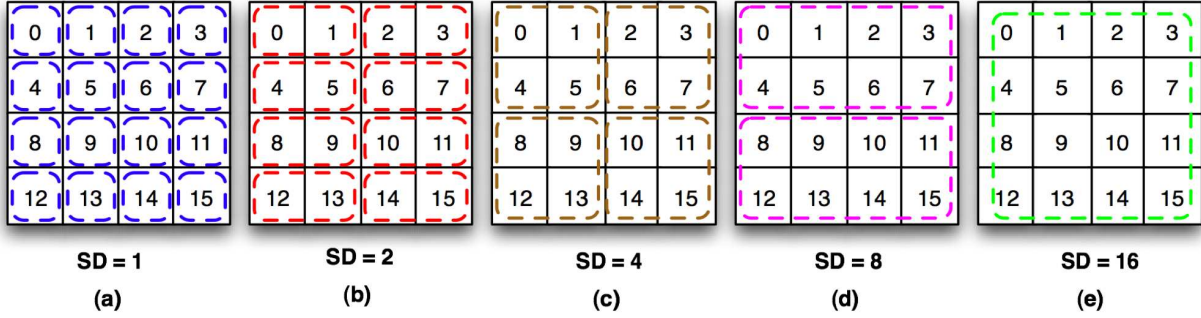 0 1 2 3 0 1 2 3 0 1 2 3 0 1 2 3 0 1 2 3
4 5 6 7 4 5 6 7 4 5 6 7 4 5 6 7 4 5 6 7
8 9 10 11 8 9 10 11 8 9 10 11 8 9 10 11 8 9 10 11
12 13 14 15 12 13 14 15 12 13 14 15 12 13 14 15 12 13 14 15
SD = 1 SD = 2 SD = 4 SD = 8 SD = 16
(a) (b) (c) (d) (e)